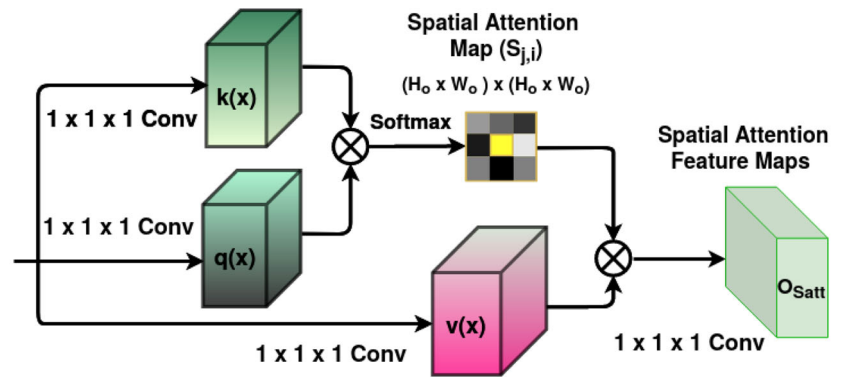 Spatial Attention
Map (Sj,i)
(Ho x Wo ) x (Ho x Wo)
k(x)
1 x 1 x 1 Conv
Softmax
Spatial Attention
Feature Maps
1 x 1 x 1 Conv
q(x)
OSatt
v(x)
1 x 1 x 1 Conv
1 x 1 x 1 Conv